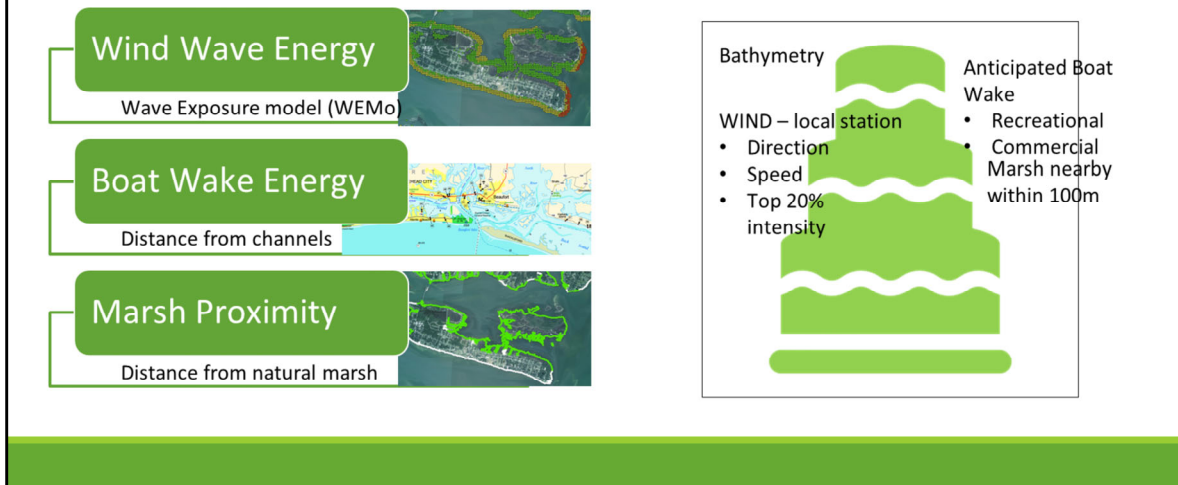 Wind Wave Energy
Wave Exposure model (WEMo)
Boat Wake Energy
Distance from channels
Marsh Proximity
Distance from natural marsh
Bathymetry
WIND – local station
• Direction
• Speed
• Top 20%
intensity
Anticipated Boat
Wake
• Recreational
• Commercial
Marsh nearby
within 100m